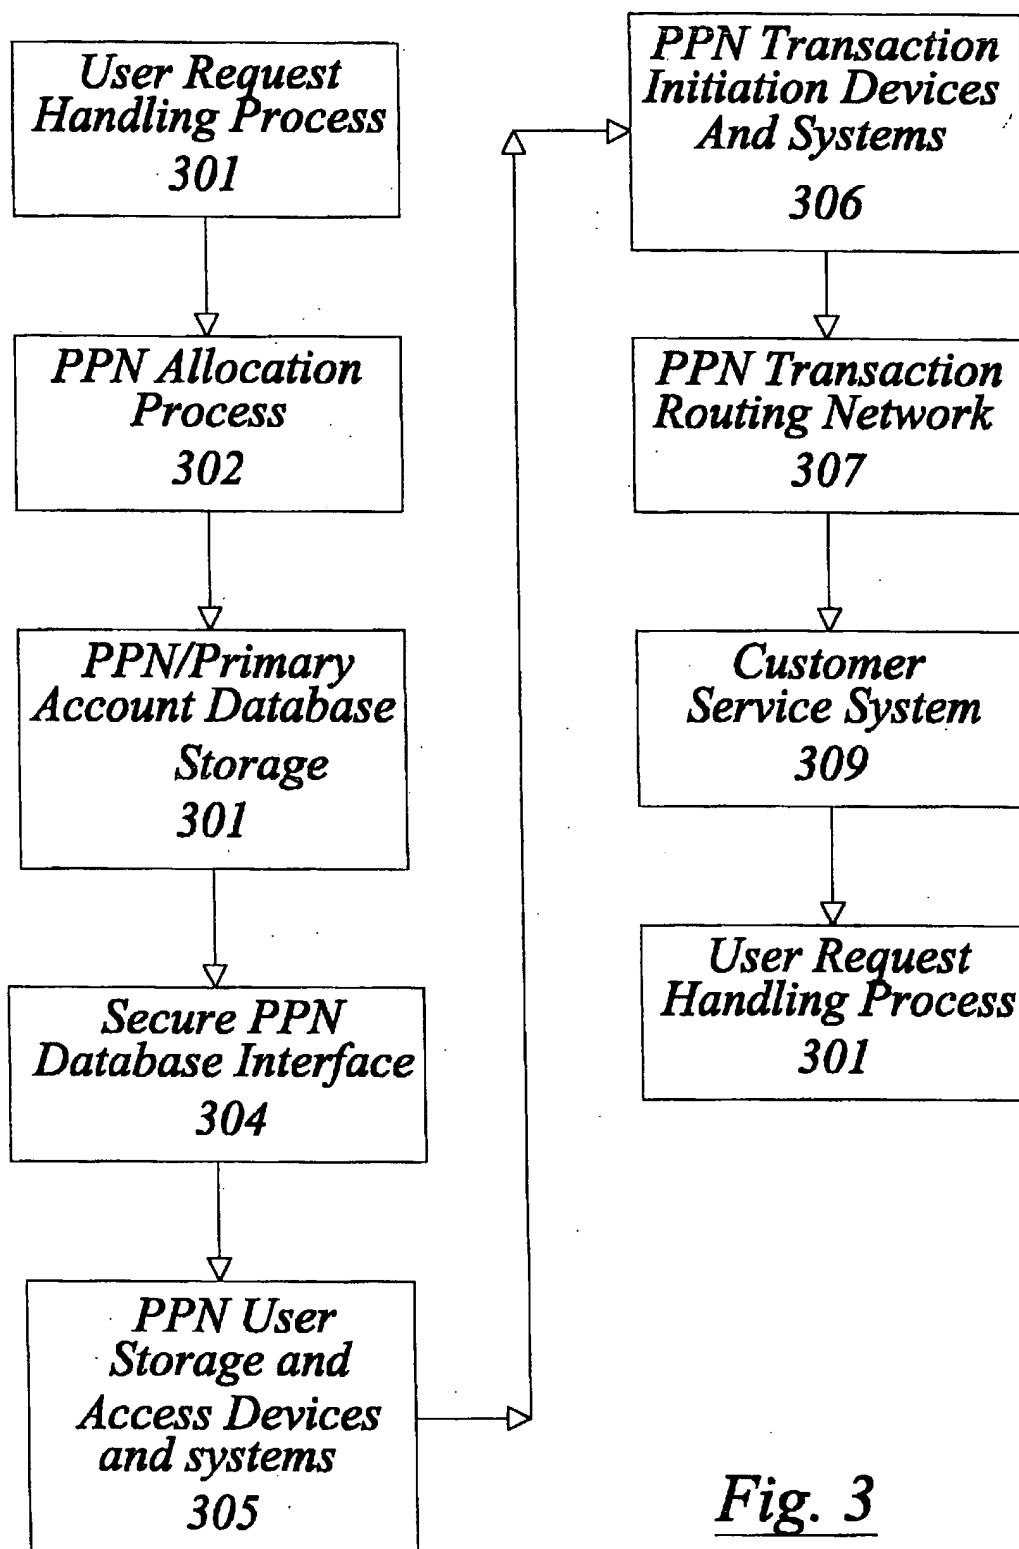 User Request
Handling Process
301
PPN Allocation
Process
302
PPN/Primary
Account Database
Storage
301
Secure PPN
Database Interface
304
PPN User
Storage and
Access Devices
and systems
305
PPN Transaction
Initiation Devices
And Systems
306
PPN Transaction
Routing Network
307
Customer
Service System
309
User Request
Handling Process
301
Fig. 3